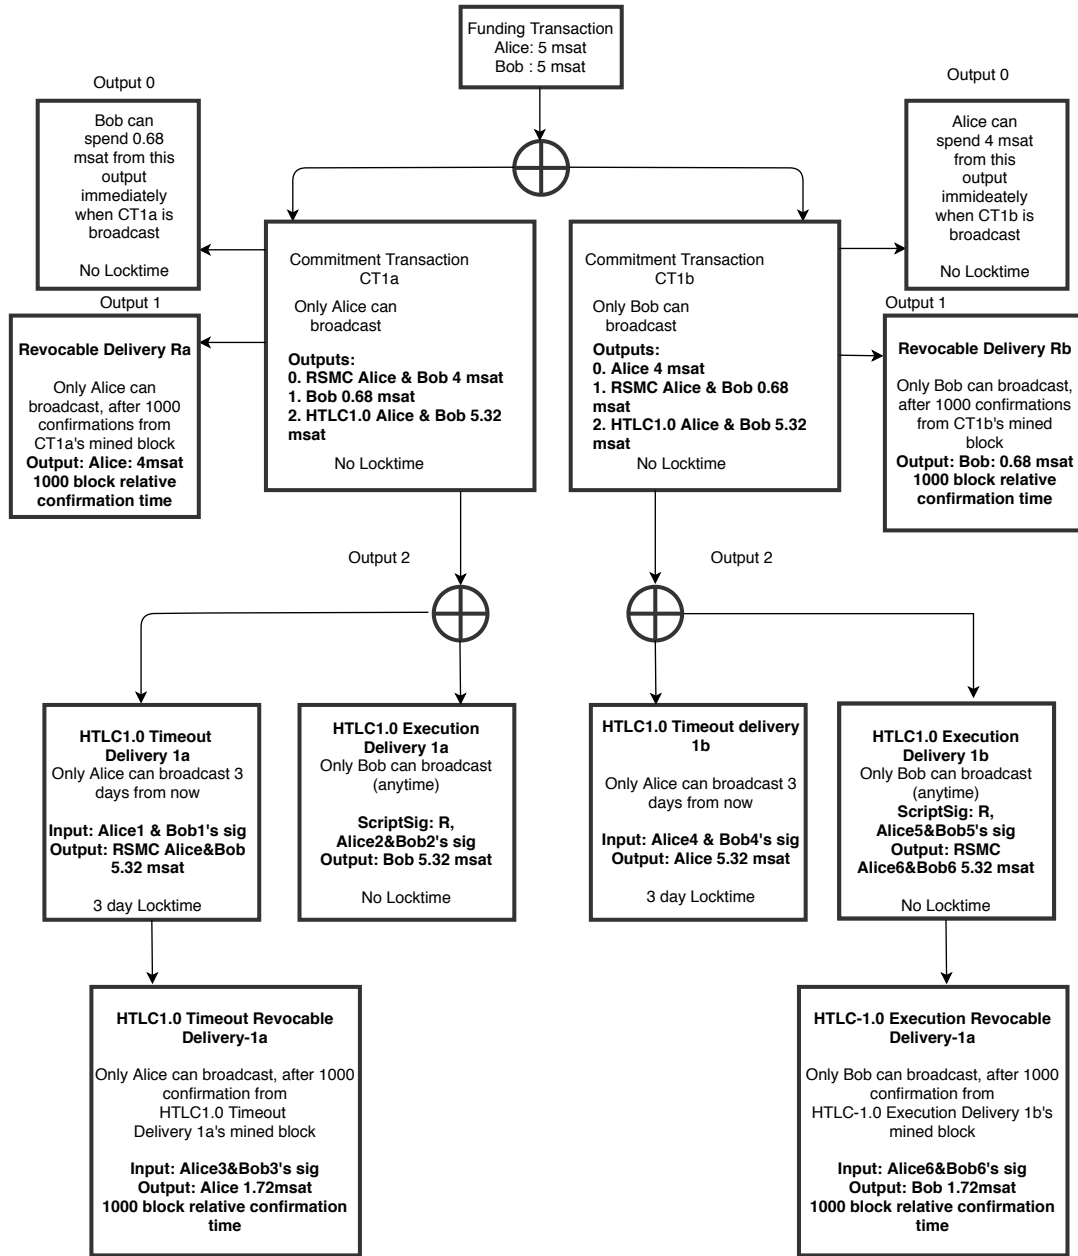 Funding Transaction
Alice: 5 msat
Bob : 5 msat
Output 0
Bob can
spend 0.68
msat from this
output
immediately
when CT1a is
broadcast
No Locktime
Output 0
Alice can
spend 4 msat
from this
output
immideately
when CT1b is
broadcast
No Locktime
Commitment Transaction
CT1a
Only Alice can
broadcast
Outputs:
0. RSMC Alice & Bob 4 msat
1. Bob 0.68 msat
2. HTLC1.0 Alice & Bob 5.32
msat
No Locktime
Commitment Transaction
CT1b
Only Bob can
broadcast
Outputs:
0. Alice 4 msat
1. RSMC Alice & Bob 0.68
msat
2. HTLC1.0 Alice & Bob 5.32
msat
No Locktime
Output 1
Revocable Delivery Ra
Only Alice can
broadcast, after 1000
confirmations from
CT1a's mined block
Output: Alice: 4msat
1000 block relative
confirmation time
Output 1
Revocable Delivery Rb
Only Bob can broadcast,
after 1000 confirmations
from CT1b's mined
block
Output: Bob: 0.68 msat
1000 block relative
confirmation time
Output 2
Output 2
HTLC1.0 Timeout
Delivery 1a
Only Alice can broadcast 3
days from now
Input: Alice1 & Bob1's sig
Output: RSMC Alice&Bob
5.32 msat
3 day Locktime
HTLC1.0 Execution
Delivery 1a
Only Bob can broadcast
(anytime)
ScriptSig: R,
Alice2&Bob2's sig
Output: Bob 5.32 msat
No Locktime
HTLC1.0 Timeout delivery
1b
Only Alice can broadcast 3
days from now
Input: Alice4 & Bob4's sig
Output: Alice 5.32 msat
3 day Locktime
HTLC1.0 Execution
Delivery 1b
Only Bob can broadcast
(anytime)
ScriptSig: R,
Alice5&Bob5's sig
Output: RSMC
Alice6&Bob6 5.32 msat
No Locktime
HTLC1.0 Timeout Revocable
Delivery-1a
Only Alice can broadcast, after 1000
confirmation from
HTLC1.0 Timeout
Delivery 1a's mined block
Input: Alice3&Bob3's sig
Output: Alice 1.72msat
1000 block relative confirmation
time
HTLC-1.0 Execution Revocable
Delivery-1a
Only Bob can broadcast, after 1000
confirmation from
HTLC-1.0 Execution Delivery 1b's
mined block
Input: Alice6&Bob6's sig
Output: Bob 1.72msat
1000 block relative confirmation
time